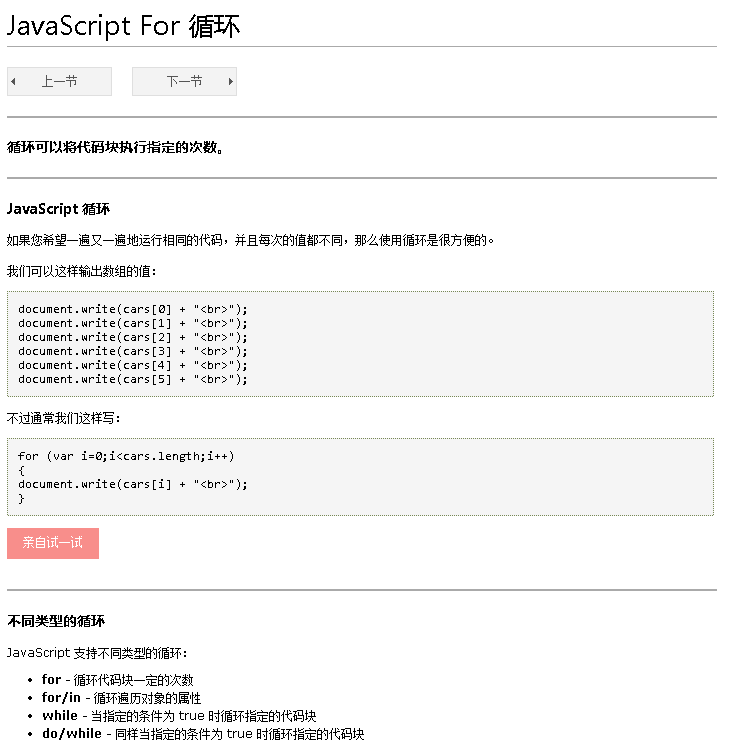 JavaScript For 循环
上一节
下一节
循环可以将代码块执行指定的次数。
JavaScript 循环
如果您希望一遍又一遍地运行相同的代码，并且每次的值都不同，那么使用循环是很方便的。
我们可以这样输出数组的值：
document.write(cars[0] + "<br>");
document.write(cars[1] + "<br>");
document.write(cars[2] + "<br>");
document.write(cars[3] + "<br>");
document.write(cars[4] + "<br>");
document.write(cars[5] + "<br>");
不过通常我们这样写：
for (var i=0;i<cars.length;i++)
{
document.write(cars[i] + "<br>");
}
亲自试一试
不同类型的循环
JavaScript 支持不同类型的循环：
• for - 循环代码块一定的次数
• for/in - 循环遍历对象的属性
• while - 当指定的条件为 true 时循环指定的代码块
• do/while - 同样当指定的条件为 true 时循环指定的代码块